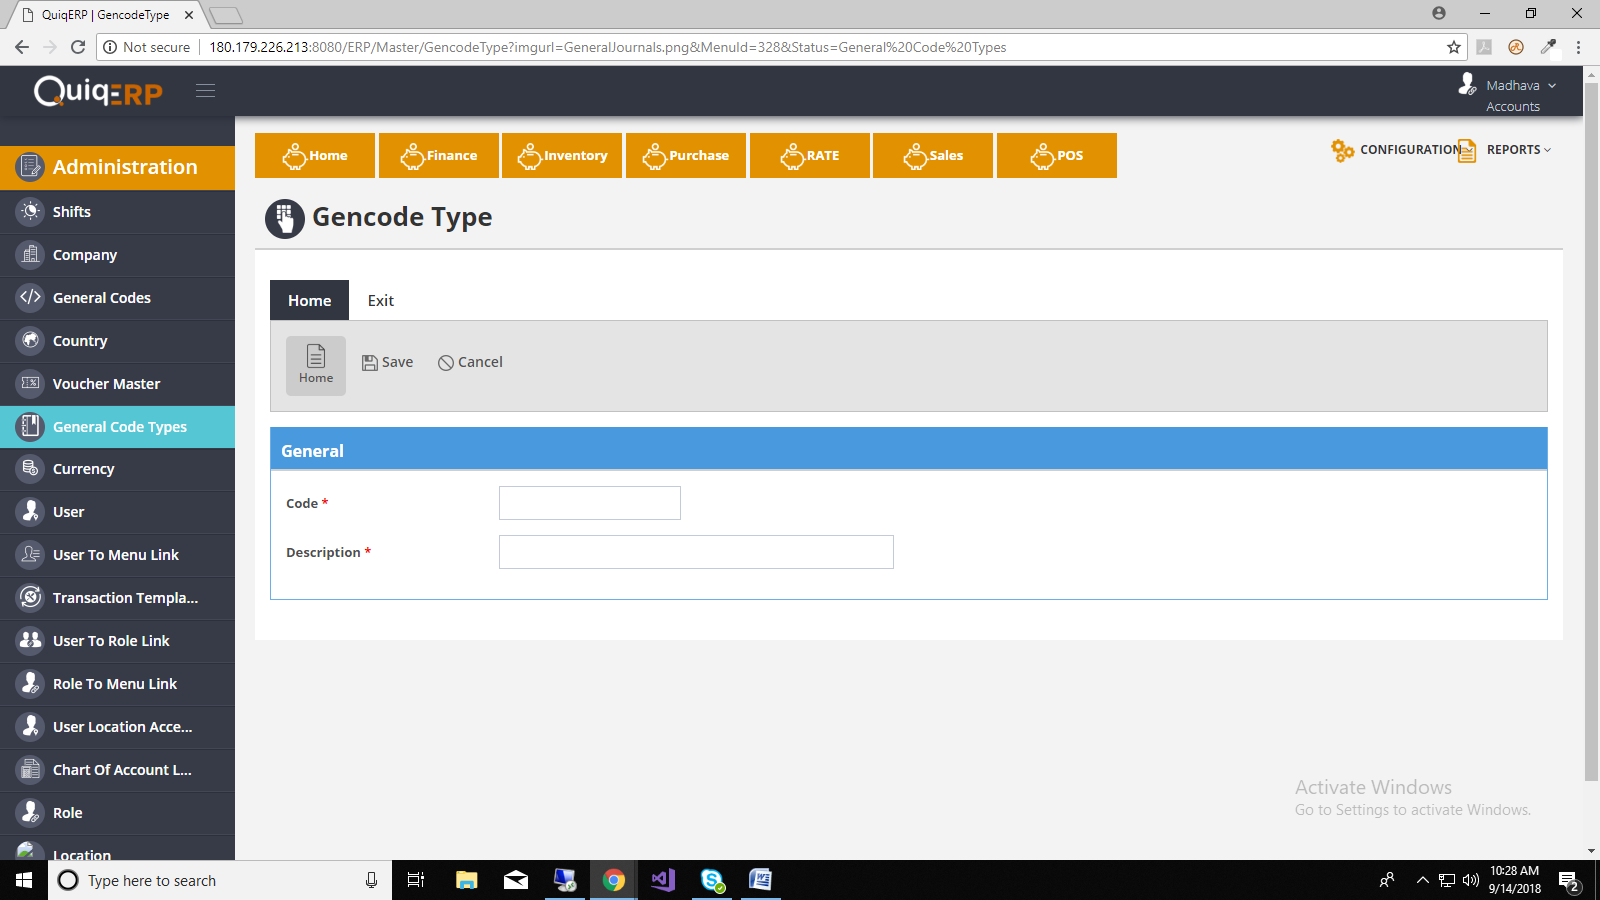 QuiqERP | GencodeType
Not secure
180.179.226.213:8080/ERP/Master/GencodeType?imgurl=GeneralJournals.png&MenuId=328&Status=General%20Code%20Types
QuiqERP
Madhava
Accounts
Administration
Shifts
Company
General Codes
Country
Voucher Master
General Code Types
Currency
User
User To Menu Link
Transaction Templa...
User To Role Link
Role To Menu Link
User Location Acce...
Chart Of Account L...
Role
Location
Home
Finance
Inventory
Purchase
RATE
Sales
POS
CONFIGURATION
REPORTS
Gencode Type
Home
Exit
Home
Save
Cancel
General
Code *
Description *
Activate Windows
Go to Settings to activate Windows.
Type here to search
10:28 AM
9/14/2018
2